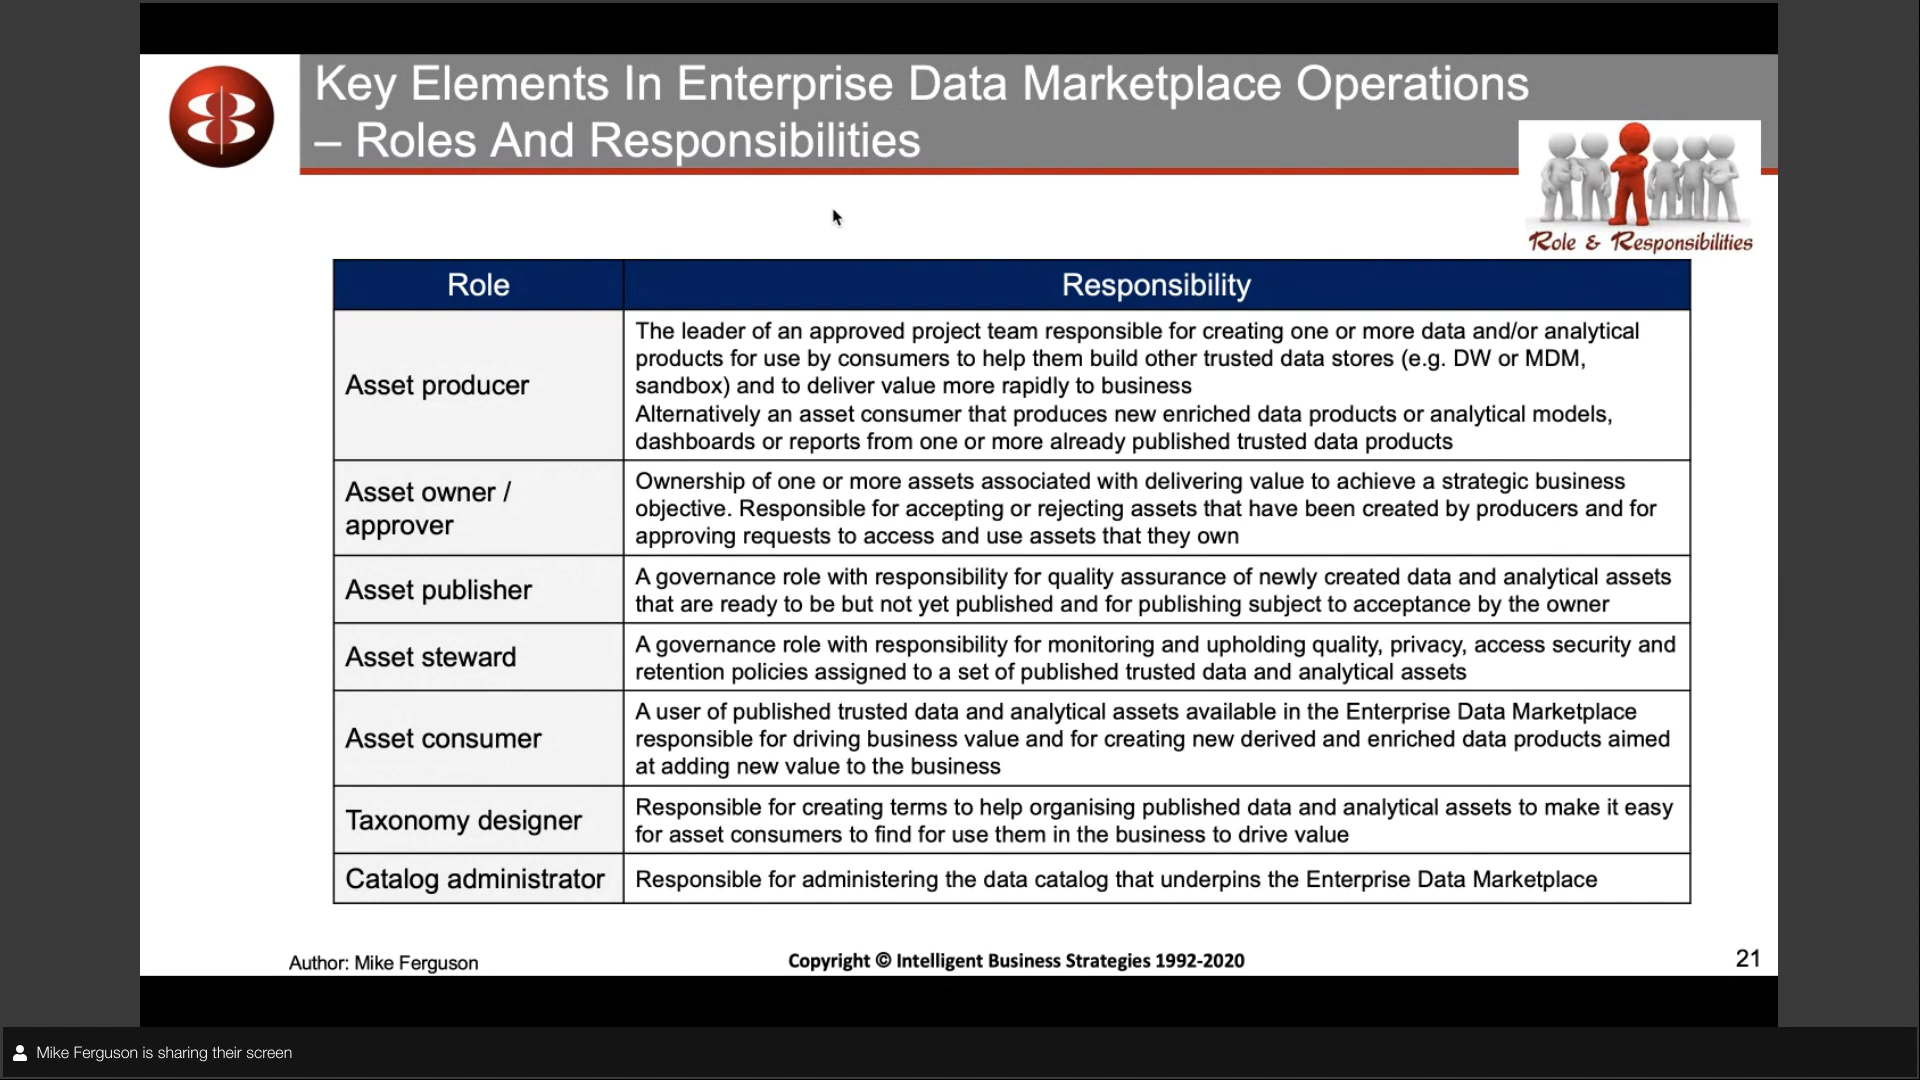 Key Elements In Enterprise Data Marketplace Operations
– Roles And Responsibilities
Role & Responsibilities
Role
Responsibility
Asset producer
The leader of an approved project team responsible for creating one or more data and/or analytical
products for use by consumers to help them build other trusted data stores (e.g. DW or MDM,
sandbox) and to deliver value more rapidly to business
Alternatively an asset consumer that produces new enriched data products or analytical models,
dashboards or reports from one or more already published trusted data products
Asset owner /
approver
Ownership of one or more assets associated with delivering value to achieve a strategic business
objective. Responsible for accepting or rejecting assets that have been created by producers and for
approving requests to access and use assets that they own
Asset publisher
A governance role with responsibility for quality assurance of newly created data and analytical assets
that are ready to be but not yet published and for publishing subject to acceptance by the owner
Asset steward
A governance role with responsibility for monitoring and upholding quality, privacy, access security and
retention policies assigned to a set of published trusted data and analytical assets
Asset consumer
A user of published trusted data and analytical assets available in the Enterprise Data Marketplace
responsible for driving business value and for creating new derived and enriched data products aimed
at adding new value to the business
Taxonomy designer
Responsible for creating terms to help organising published data and analytical assets to make it easy
for asset consumers to find for use them in the business to drive value
Catalog administrator
Responsible for administering the data catalog that underpins the Enterprise Data Marketplace
Author: Mike Ferguson
Copyright © Intelligent Business Strategies 1992-2020
21
Mike Ferguson is sharing their screen